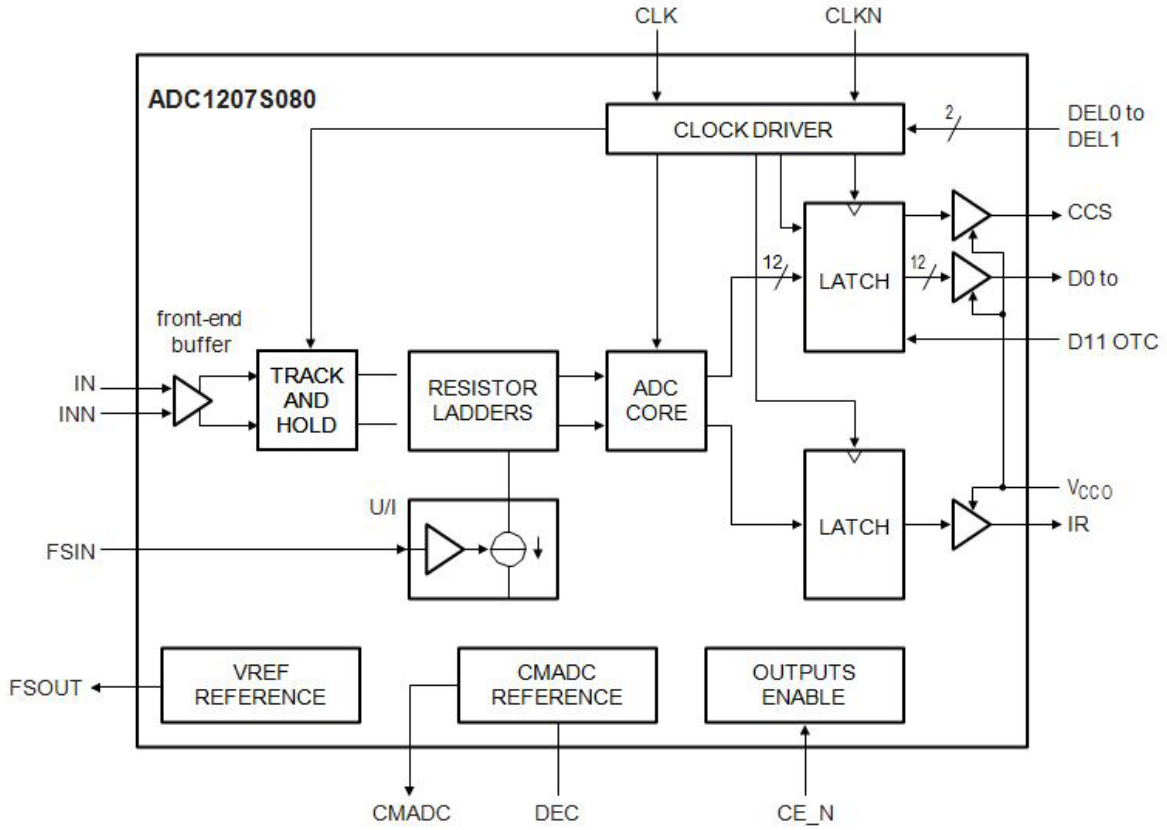 CLK
CLKN
ADC1207S080
CLOCK DRIVER
2
DEL0 to
DEL1
CCS
12
LATCH
12
D0 to
D11 OTC
front-end
buffer
IN
INN
TRACK
AND
HOLD
RESISTOR
LADDERS
ADC
CORE
U/I
FSIN
LATCH
VCCO
IR
FSOUT
VREF
REFERENCE
CMADC
REFERENCE
OUTPUTS
ENABLE
CMADC
DEC
CE_N